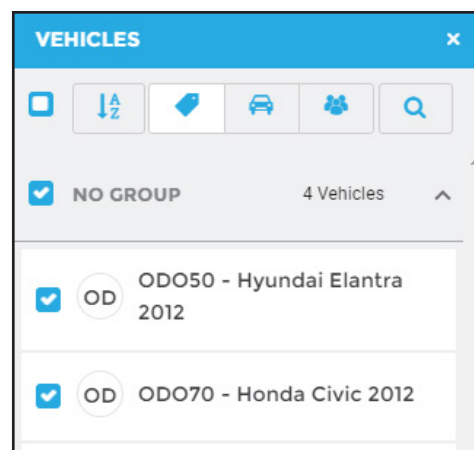 VEHICLES ×
A
Z
NO GROUP 4 Vehicles
OD ODO50 - Hyundai Elantra
2012
OD ODO70 - Honda Civic 2012